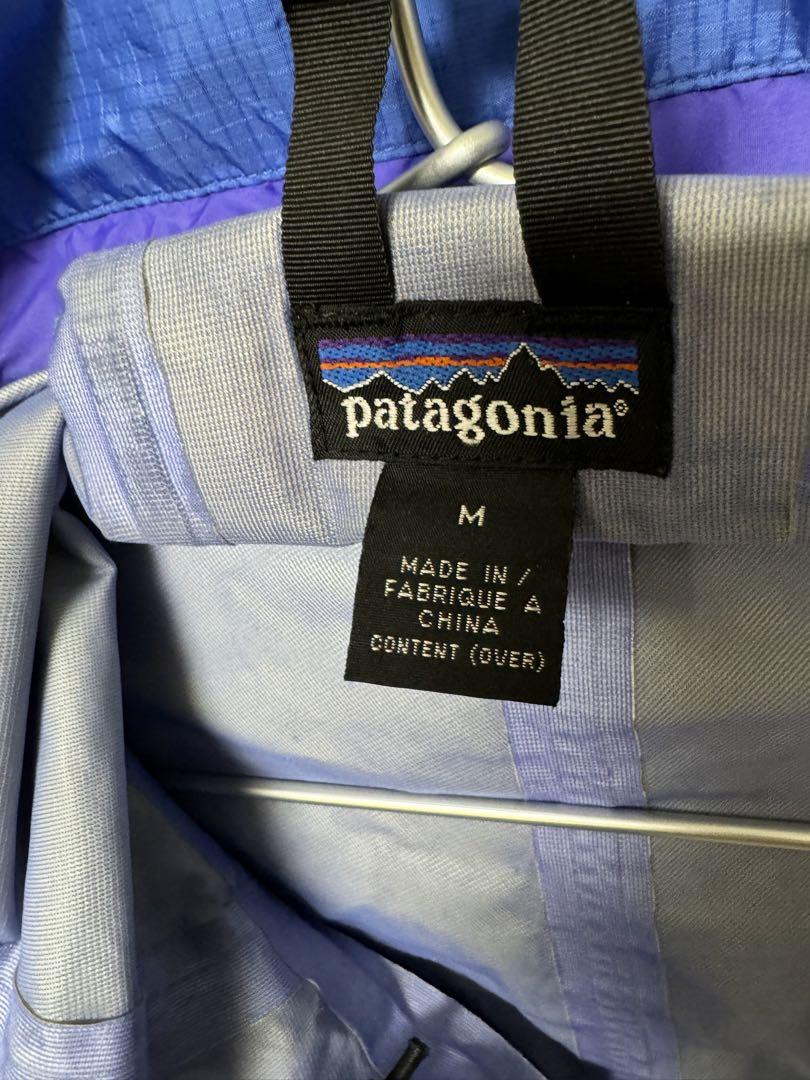 patagonia®
M
MADE IN /
FABRIQUE A
CHINA
CONTENT (OVER)